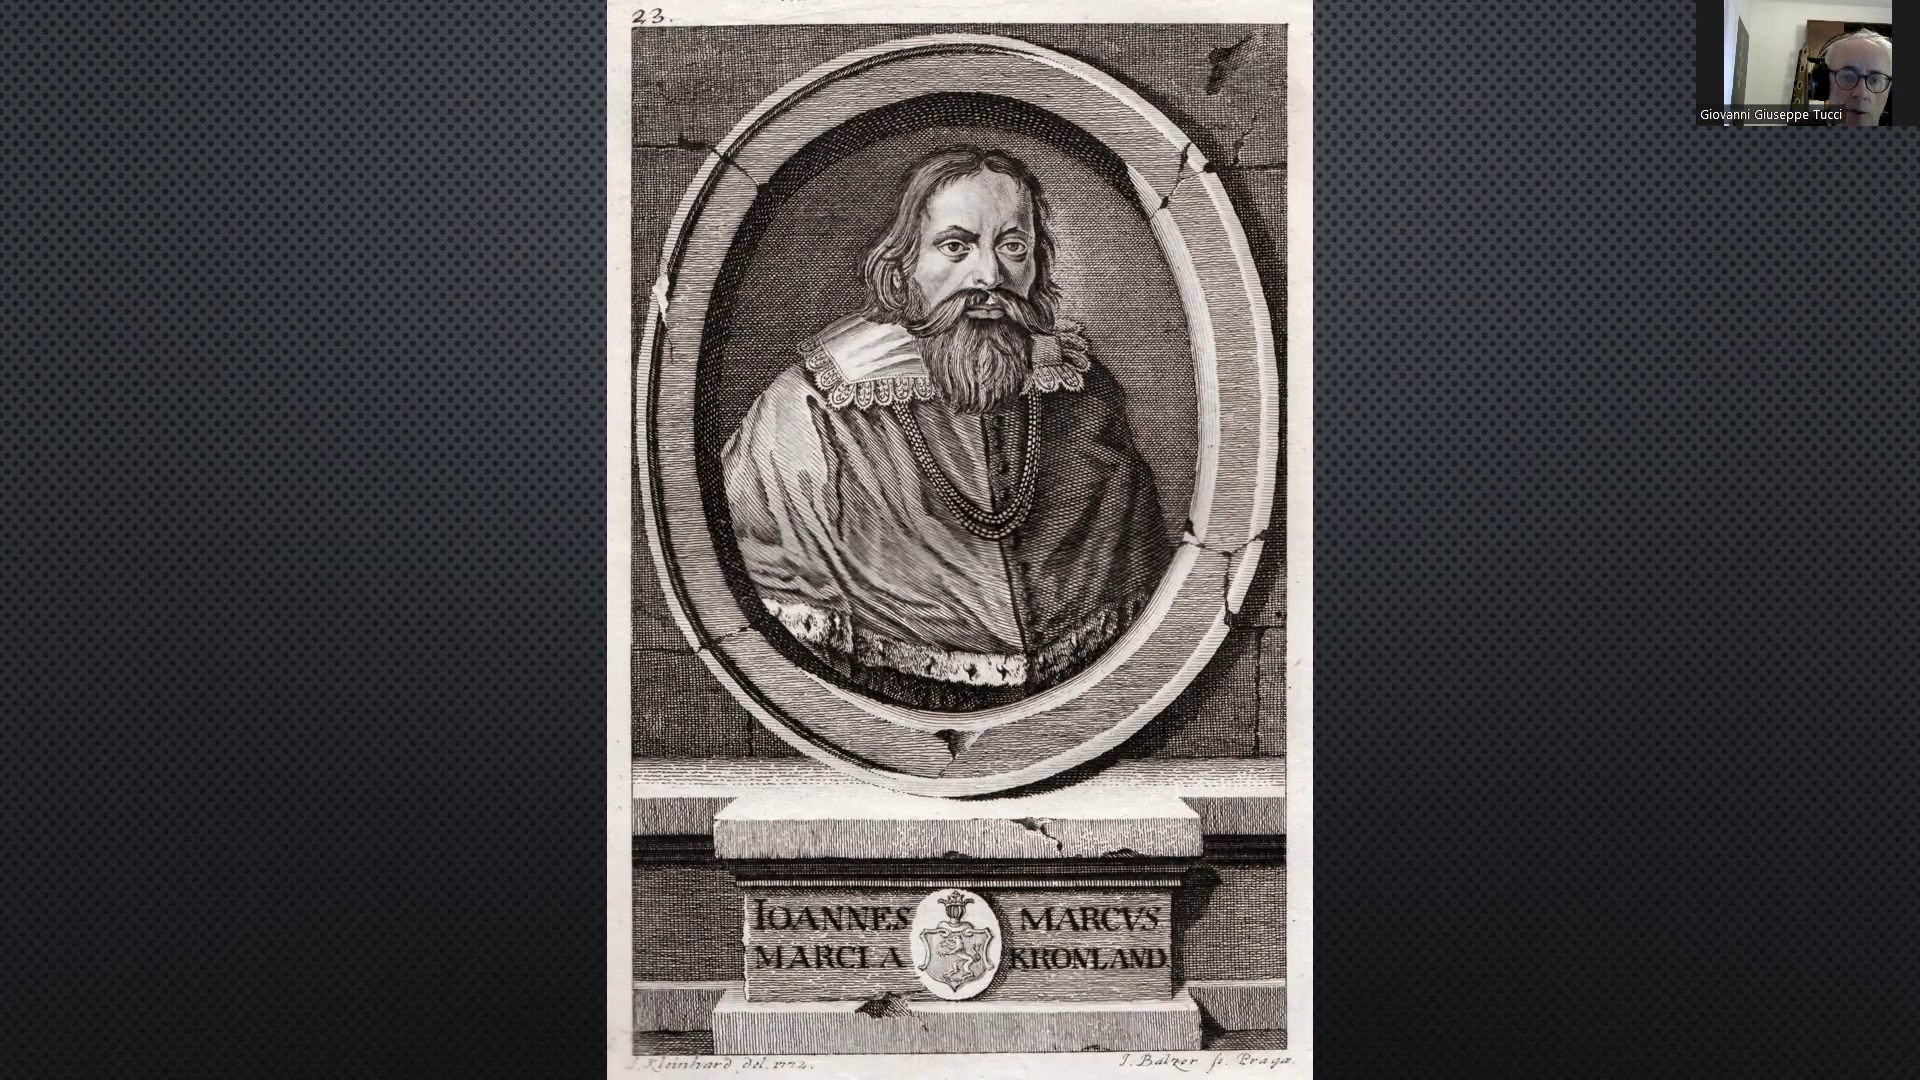 23.
Giovanni Giuseppe Tucci
IOANNES MARCVS
MARCI A KRONLAND
J. Kleinhard del. 1772.
J. Balzer sc. Pragæ.